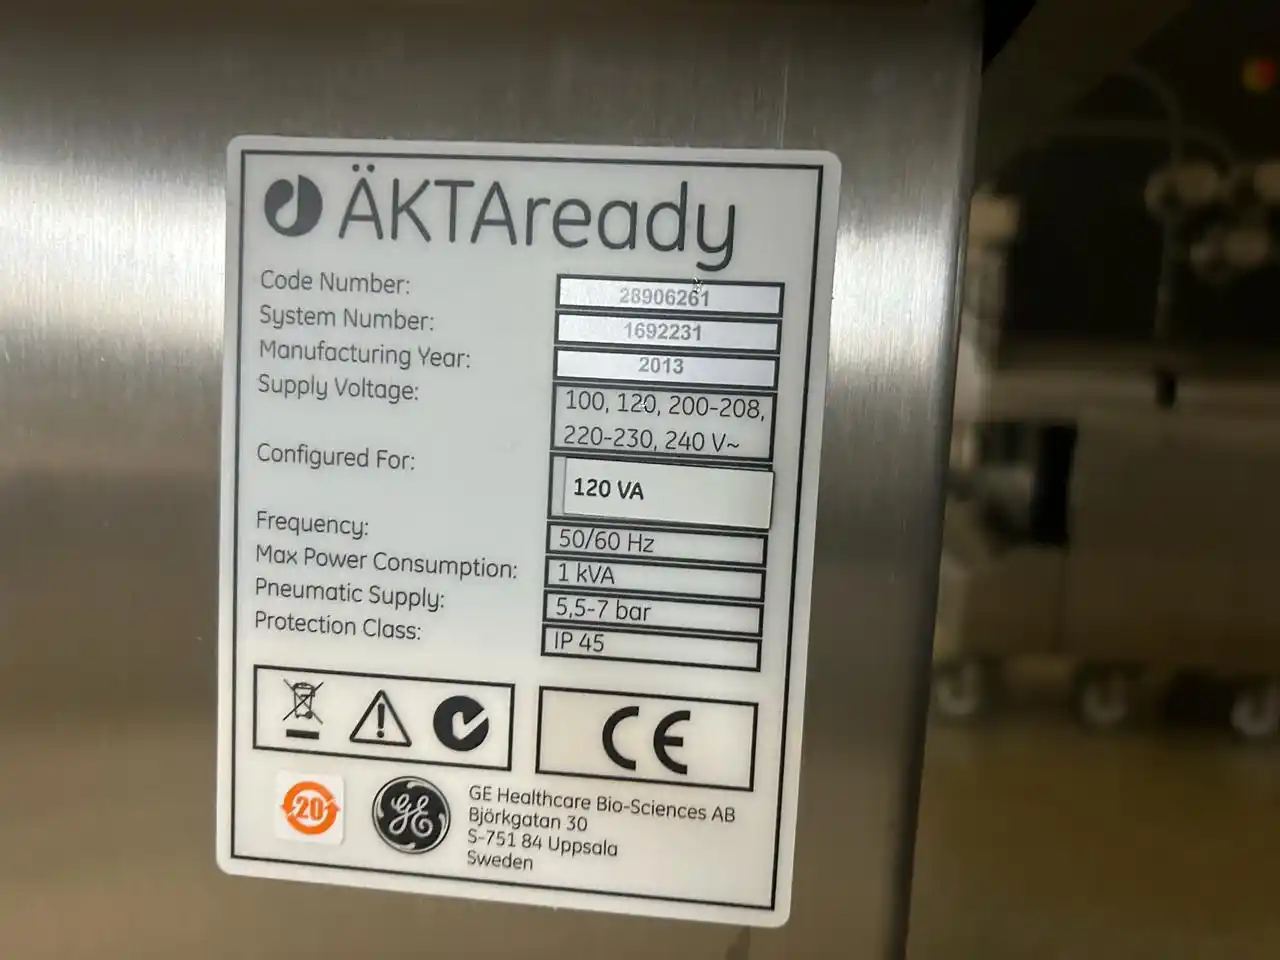 ÄKTAready
Code Number: 28906261
System Number: 1692231
Manufacturing Year: 2013
Supply Voltage: 100, 120, 200-208,
220-230, 240 V~
Configured For: 120 VA
Frequency: 50/60 Hz
Max Power Consumption: 1 kVA
Pneumatic Supply: 5,5-7 bar
Protection Class: IP 45
CE
20
GE
GE Healthcare Bio-Sciences AB
Björkgatan 30
S-751 84 Uppsala
Sweden